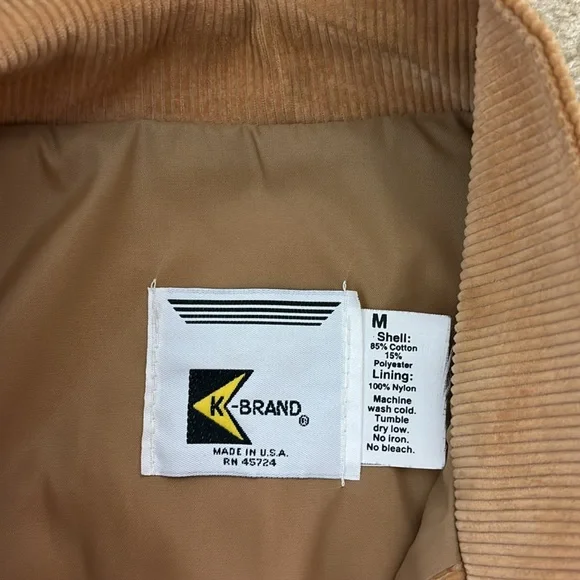 K-BRAND®
MADE IN U.S.A.
RN 45724
M
Shell:
85% Cotton
15%
Polyester
Lining:
100% Nylon
Machine
wash cold.
Tumble
dry low.
No iron.
No bleach.